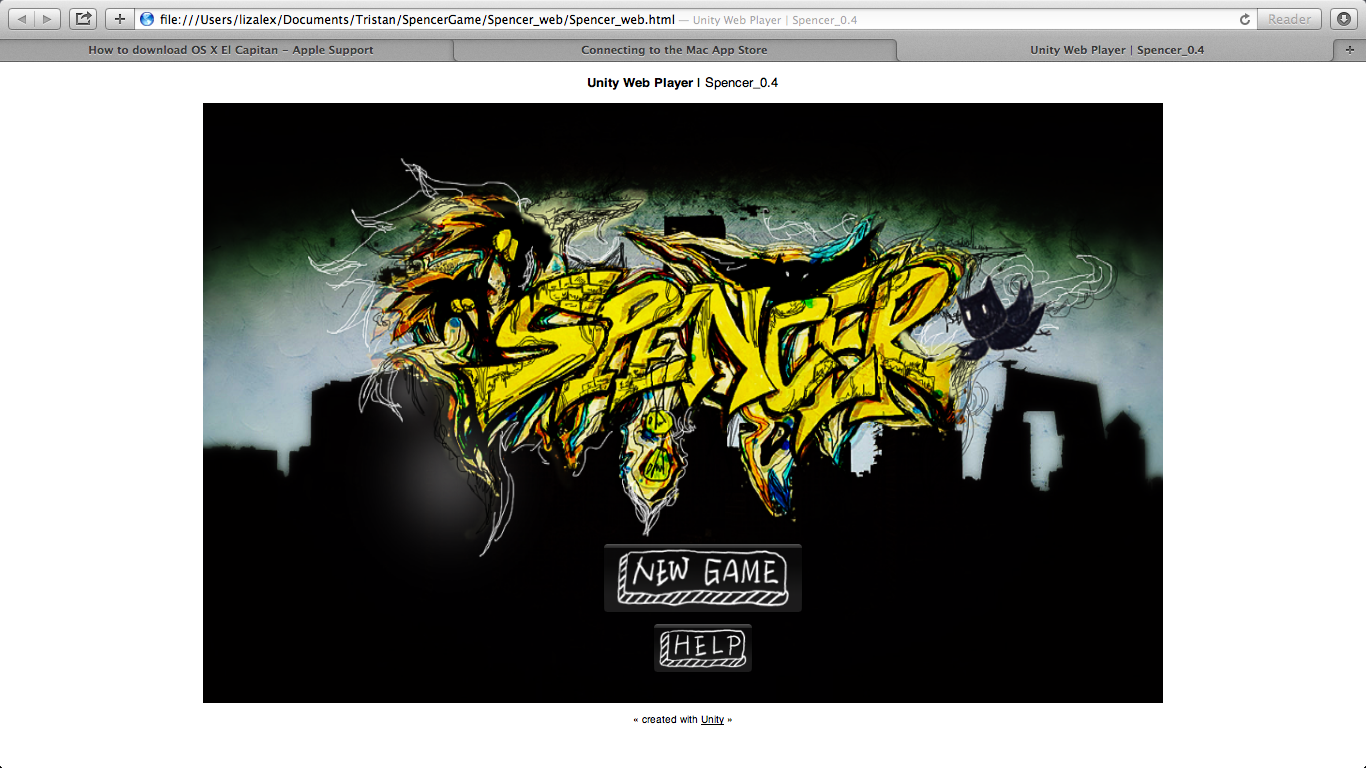 file:///Users/lizalex/Documents/Tristan/SpencerGame/Spencer_web/Spencer_web.html — Unity Web Player | Spencer_0.4
Reader
How to download OS X El Capitan – Apple Support
Connecting to the Mac App Store
Unity Web Player | Spencer_0.4
Unity Web Player | Spencer_0.4
SPENCER
NEW GAME
HELP
« created with Unity »